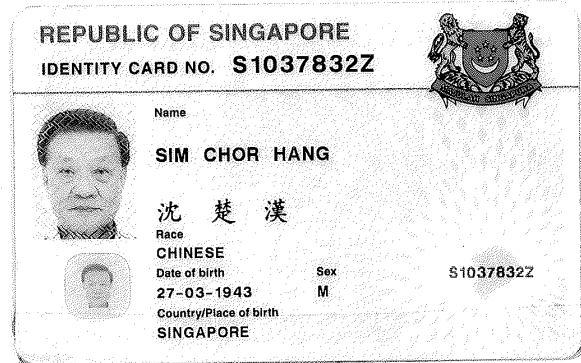 REPUBLIC OF SINGAPORE
IDENTITY CARD NO. S1037832Z
Name
SIM CHOR HANG
沈 楚 漢
Race
CHINESE
Date of birth Sex
27-03-1943 M
S1037832Z
Country/Place of birth
SINGAPORE